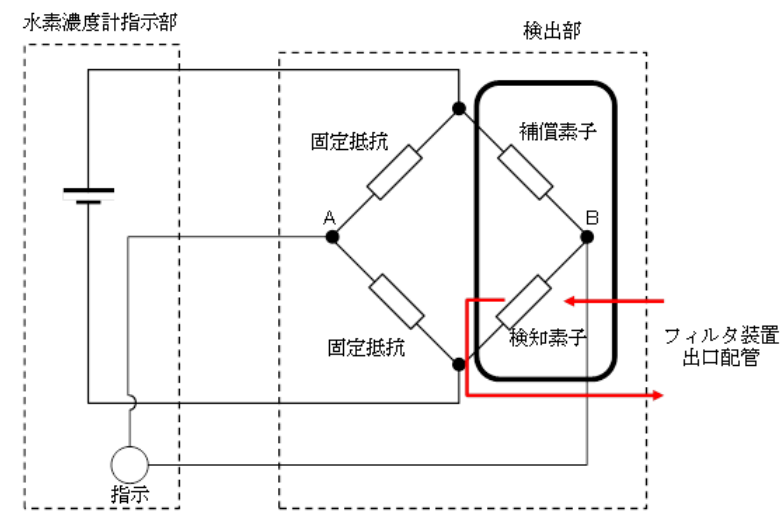 水素濃度計指示部
検出部
固定抵抗
補償素子
A
B
固定抵抗
検知素子
フィルタ装置
出口配管
指示